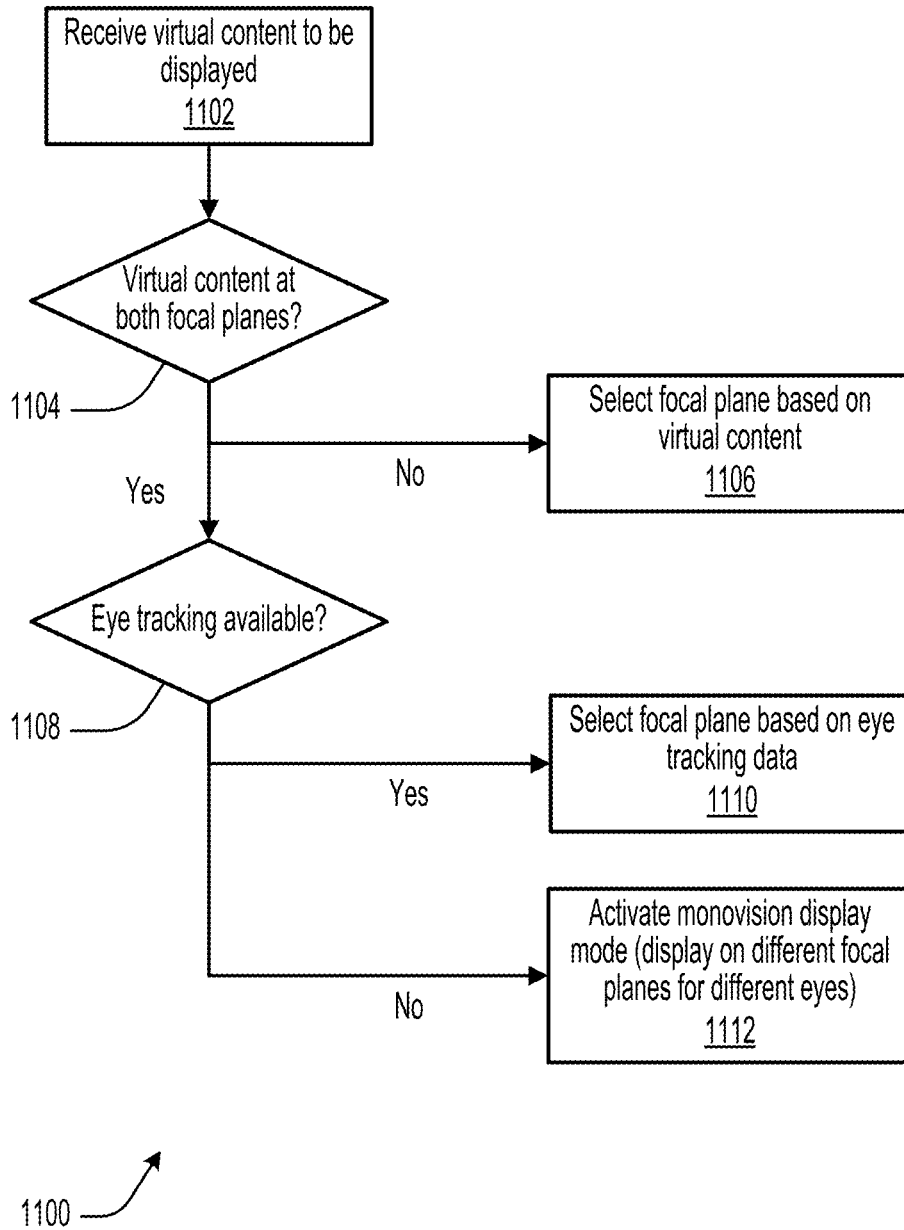 Receive virtual content to be
displayed
1102
Virtual content at
both focal planes?
1104
Select focal plane based on
virtual content
1106
No
Yes
Eye tracking available?
1108
Select focal plane based on eye
tracking data
1110
Yes
Activate monovision display
mode (display on different focal
planes for different eyes)
1112
No
1100